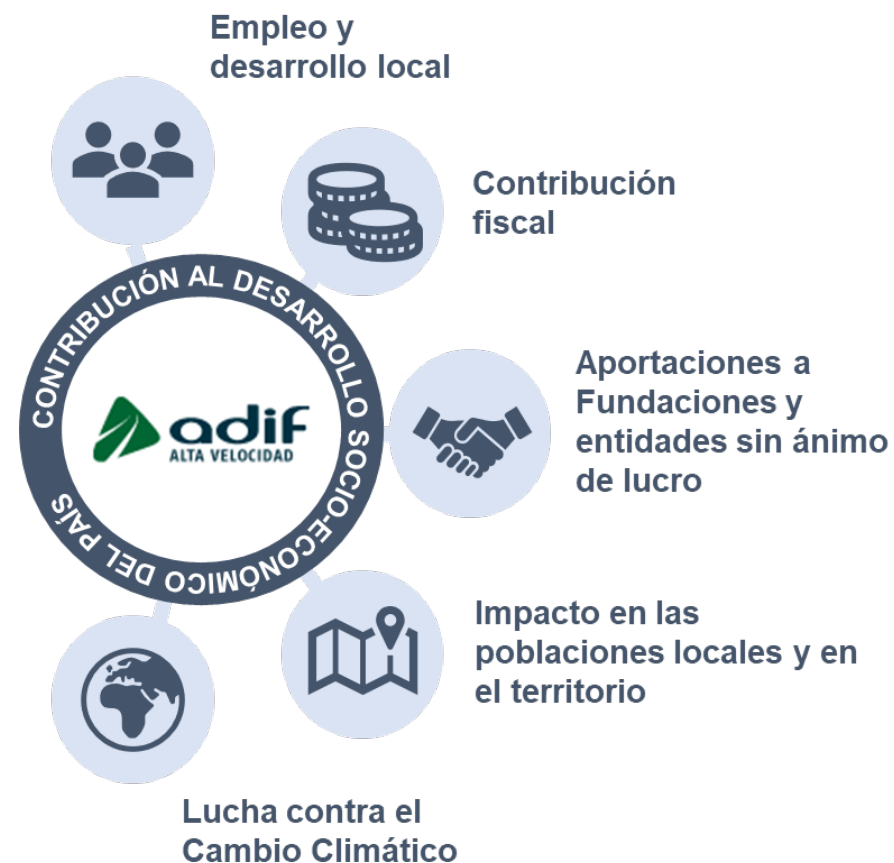 Empleo y
desarrollo local
Contribución
fiscal
CONTRIBUCIÓN AL DESARROLLO SOCIO-ECONÓMICO DEL PAÍS
adif
ALTA VELOCIDAD
Aportaciones a
Fundaciones y
entidades sin ánimo
de lucro
Impacto en las
poblaciones locales y en
el territorio
Lucha contra el
Cambio Climático